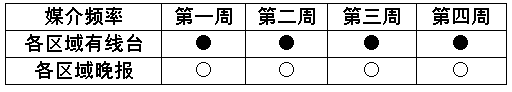 媒介频率 第一周 第二周 第三周 第四周
各区域有线台 ● ● ● ●
各区域晚报 ○ ○ ○ ○